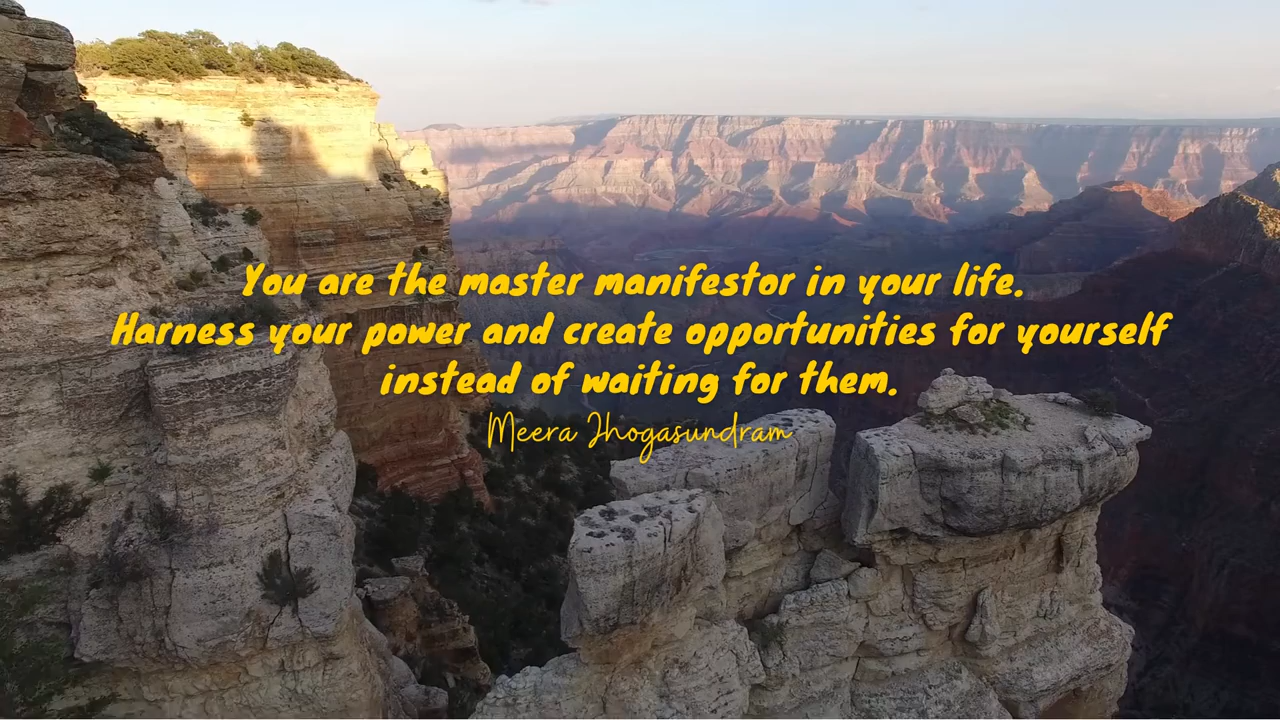 You are the master manifestor in your life.
Harness your power and create opportunities for yourself
instead of waiting for them.
Meera Jhogasundram